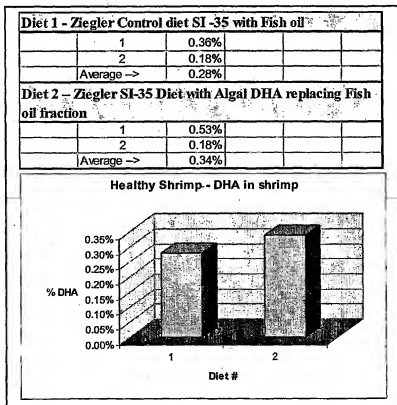 Diet 1 - Ziegler Control diet SI -35 with Fish oil
1 0.36%
2 0.18%
Average --> 0.28%
Diet 2 – Ziegler SI-35 Diet with Algal DHA replacing Fish
oil fraction
1 0.53%
2 0.18%
Average --> 0.34%
Healthy Shrimp-- DHA in shrimp
0.35%
0.30%
0.25%
0.20%
% DHA
0.15%
0.10%
0.05%
0.00%
1 2
Diet #